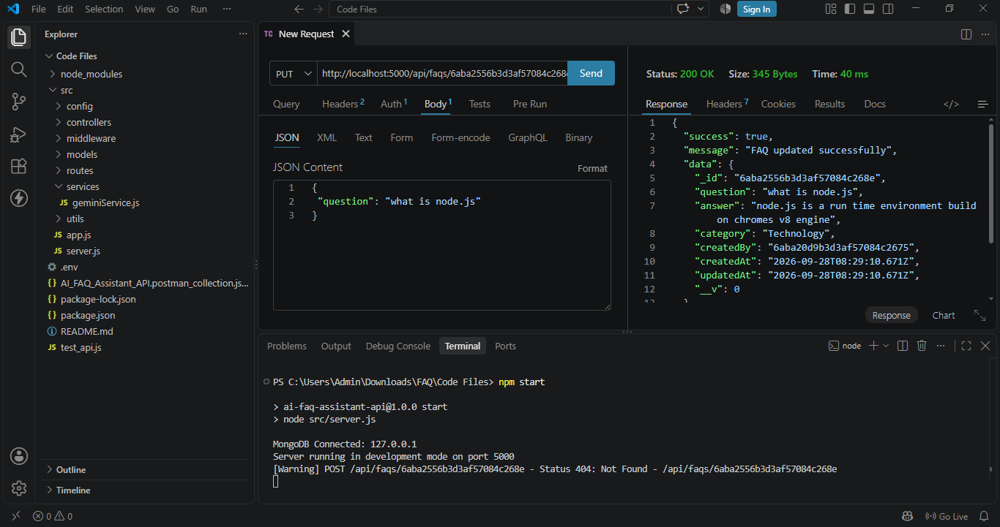 File Edit Selection View Go Run ··· Code Files Sign In
Explorer ···
Code Files
node_modules
src
config
controllers
middleware
models
routes
services
JS geminiService.js
utils
JS app.js
JS server.js
.env
{} AI_FAQ_Assistant_API.postman_collection.js...
{} package-lock.json
{} package.json
README.md
JS test_api.js
Outline
Timeline
TC New Request
PUT http://localhost:5000/api/faqs/6aba2556b3d3af57084c268 Send
Query Headers 2 Auth 1 Body 1 Tests Pre Run
JSON XML Text Form Form-encode GraphQL Binary
JSON Content Format
1 {
2 "question": "what is node.js"
3 }
Status: 200 OK Size: 345 Bytes Time: 40 ms
Response Headers 7 Cookies Results Docs </>
1 {
2 "success": true,
3 "message": "FAQ updated successfully",
4 "data": {
5 "_id": "6aba2556b3d3af57084c268e",
6 "question": "what is node.js",
7 "answer": "node.js is a run time environment build
on chromes v8 engine",
8 "category": "Technology",
9 "createdBy": "6aba20d9b3d3af57084c2675",
10 "createdAt": "2026-09-28T08:29:10.671Z",
11 "updatedAt": "2026-09-28T08:29:10.671Z",
12 "__v": 0
13 }
Response Chart
Problems Output Debug Console Terminal Ports node
PS C:\Users\Admin\Downloads\FAQ\Code Files> npm start
> ai-faq-assistant-api@1.0.0 start
> node src/server.js
MongoDB Connected: 127.0.0.1
Server running in development mode on port 5000
[Warning] POST /api/faqs/6aba2556b3d3af57084c268e - Status 404: Not Found - /api/faqs/6aba2556b3d3af57084c268e
0 0 Go Live